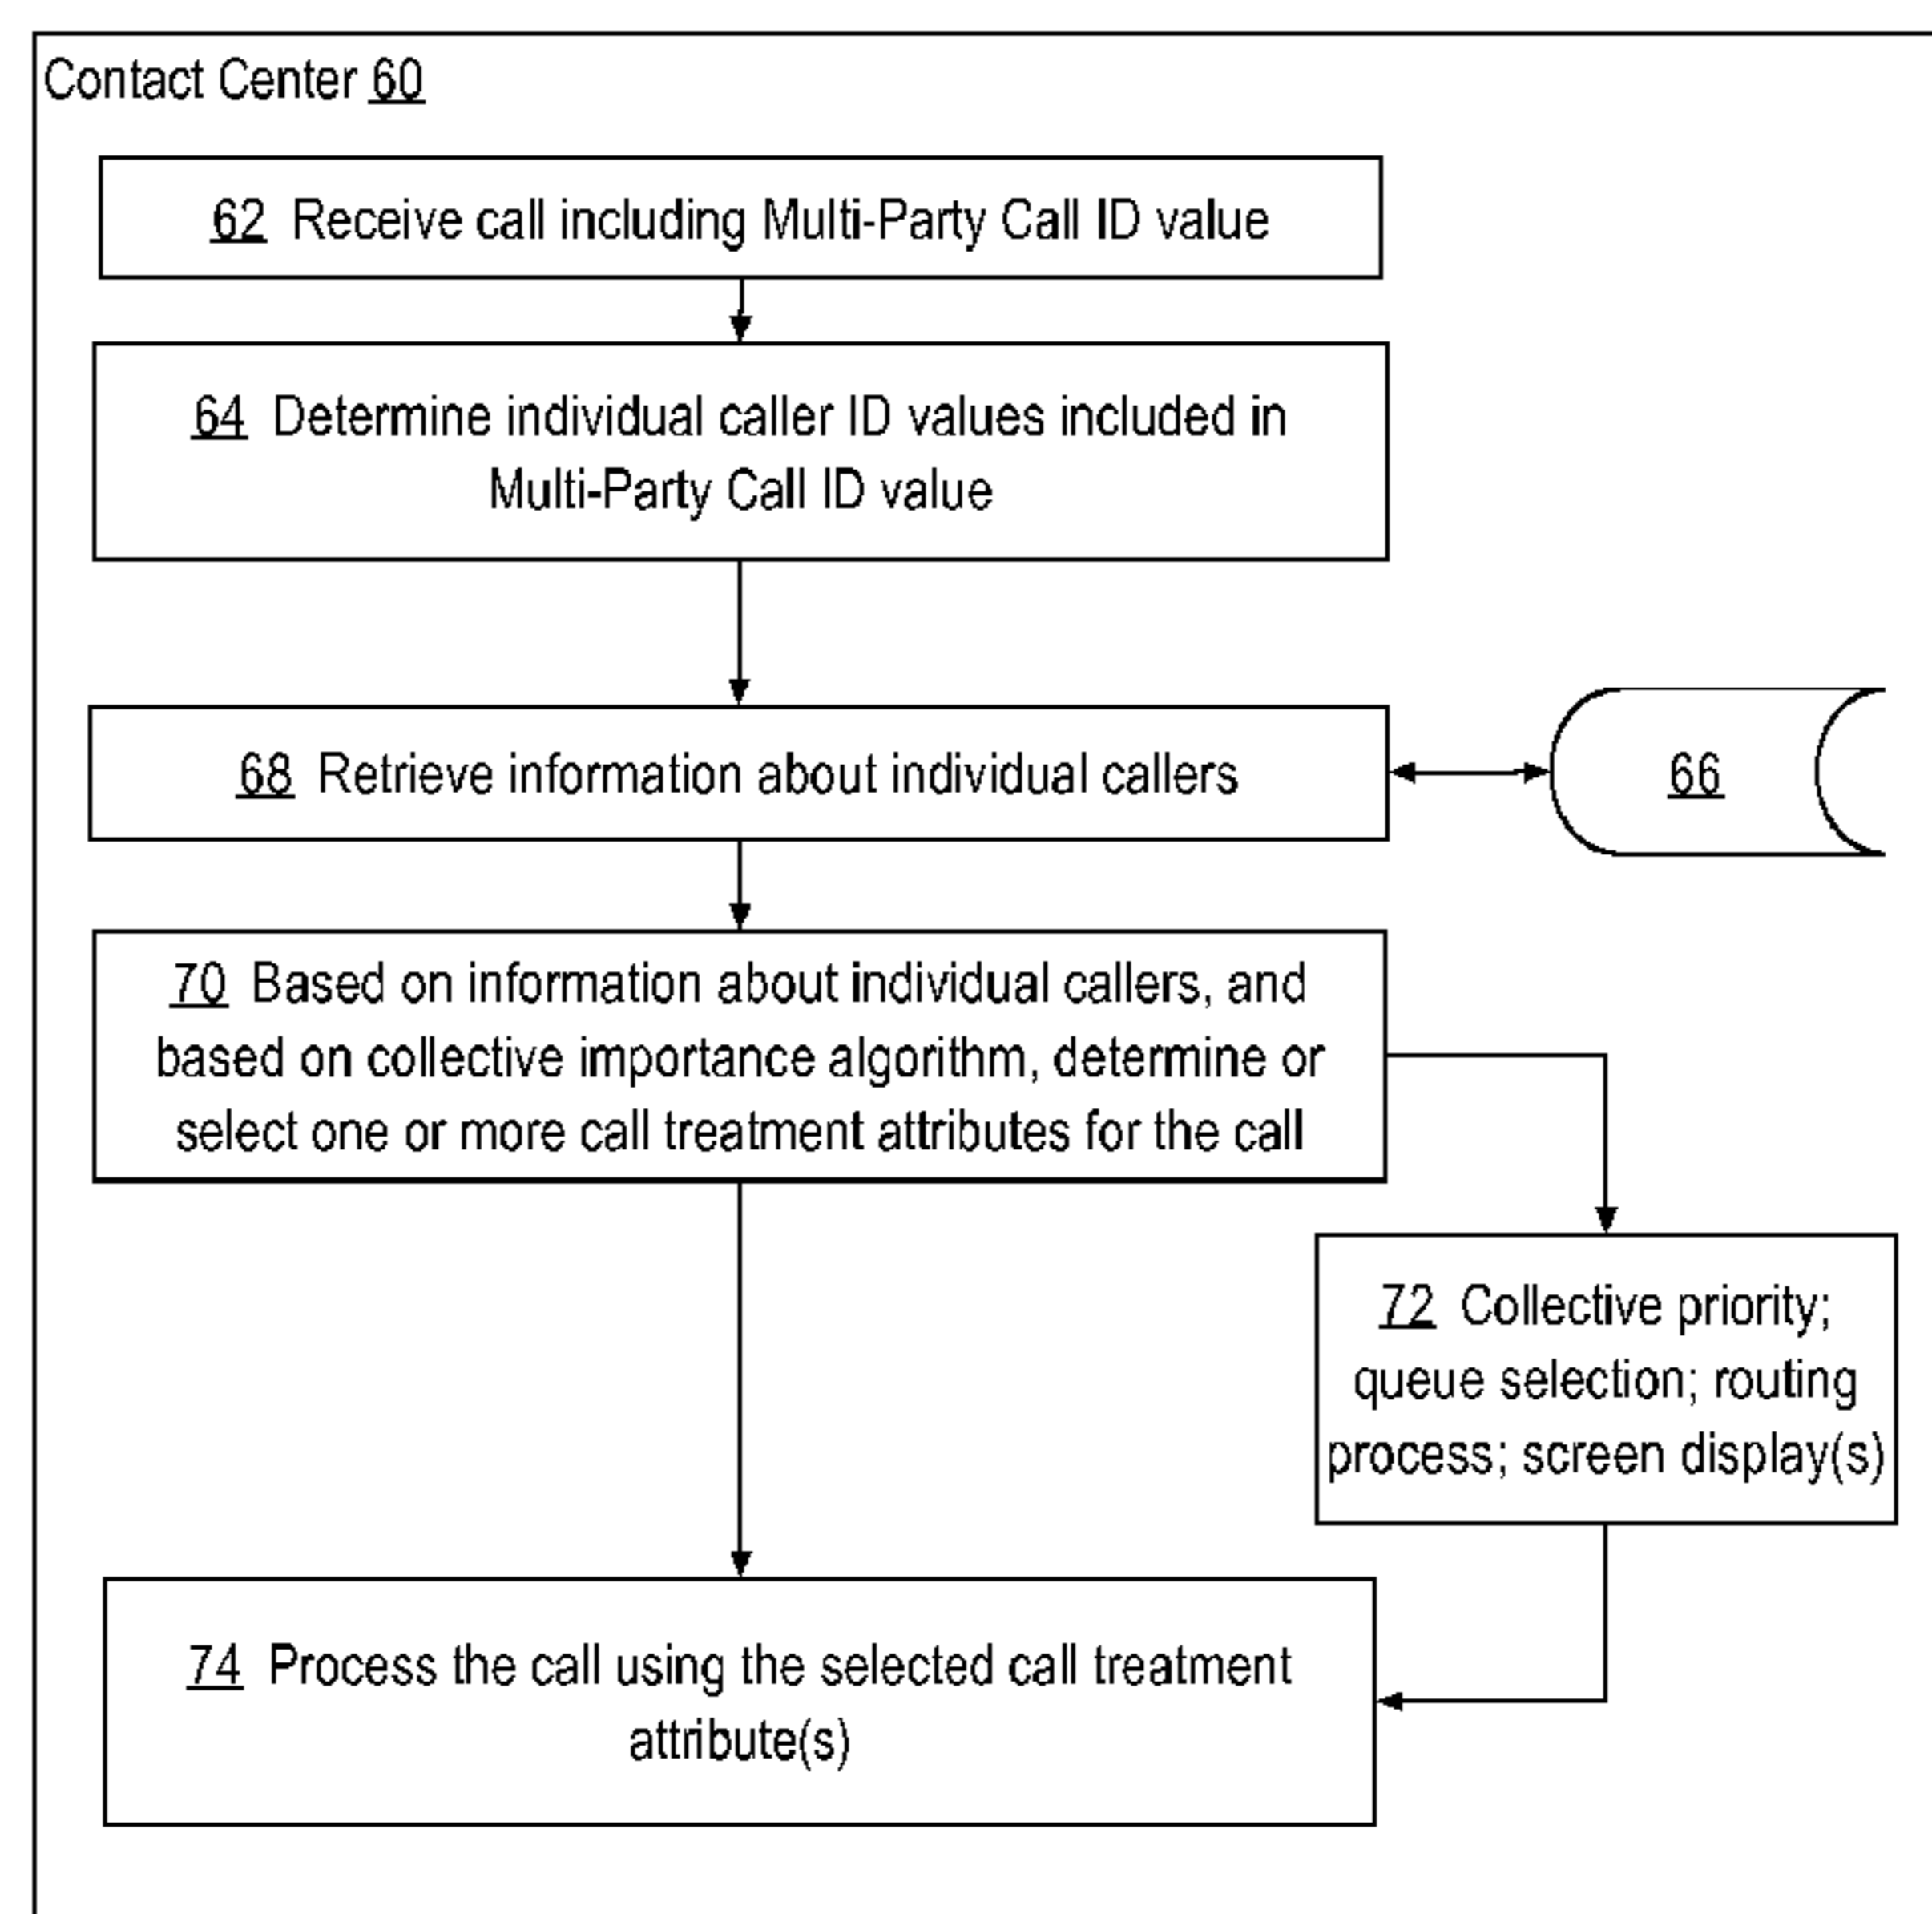 Contact Center 60
62 Receive call including Multi-Party Call ID value
64 Determine individual caller ID values included in
Multi-Party Call ID value
68 Retrieve information about individual callers
66
70 Based on information about individual callers, and
based on collective importance algorithm, determine or
select one or more call treatment attributes for the call
72 Collective priority;
queue selection; routing
process; screen display(s)
74 Process the call using the selected call treatment
attribute(s)